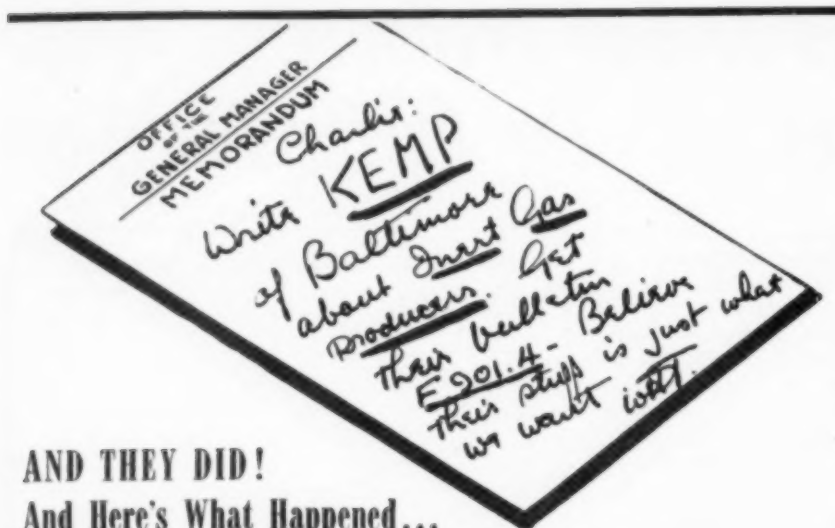 OFFICE
OF THE
GENERAL MANAGER
MEMORANDUM
Charlie:
Write KEMP
of Baltimore
about Inert Gas
Producers. Get
their bulletin
E 201.4 - Believe
their stuff is just what
we want
AND THEY DID!
And Here's What Happened...